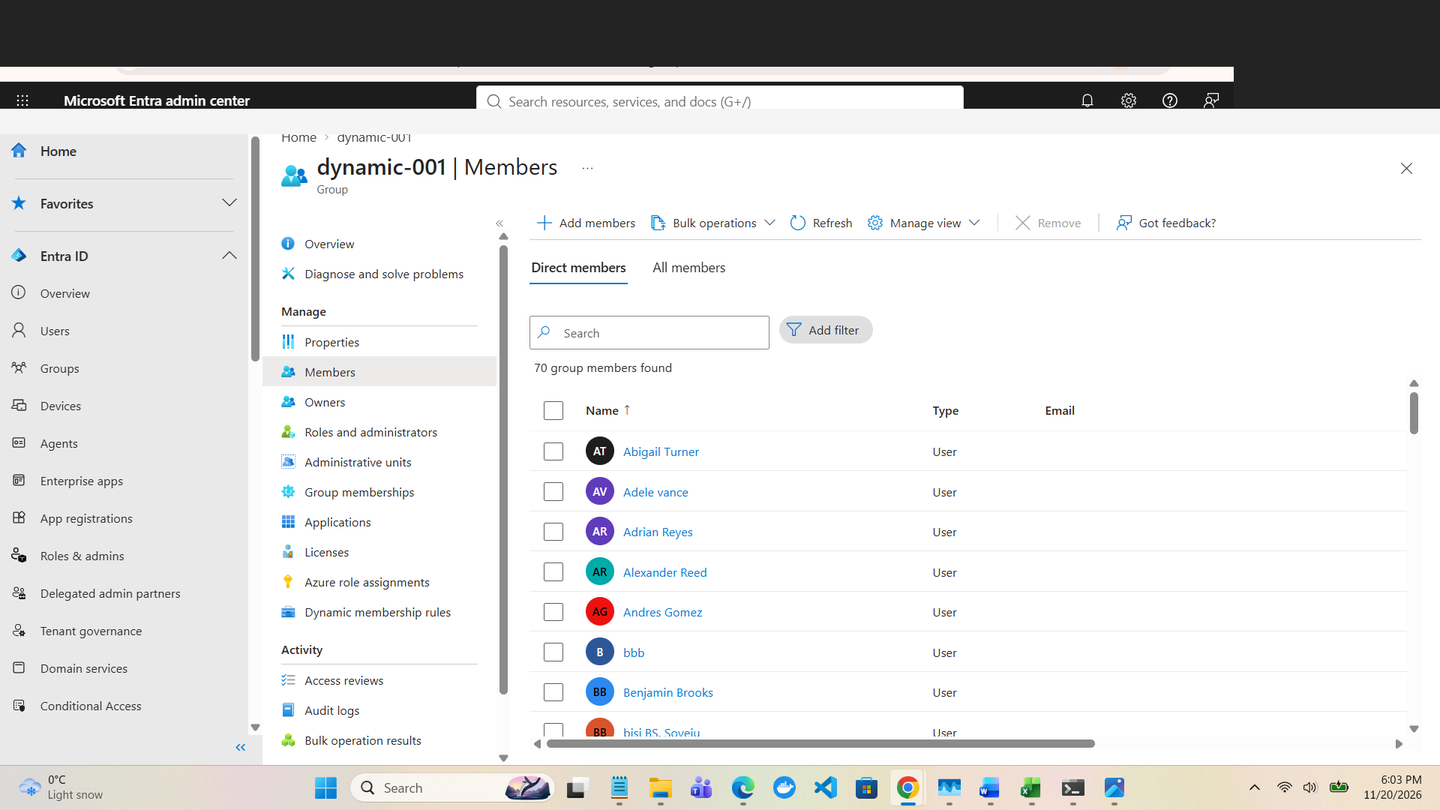 Microsoft Entra admin center
Search resources, services, and docs (G+/)
Home
Favorites
Entra ID
Overview
Users
Groups
Devices
Agents
Enterprise apps
App registrations
Roles & admins
Delegated admin partners
Tenant governance
Domain services
Conditional Access
Home > dynamic-001
dynamic-001 | Members
Group
Overview
Diagnose and solve problems
Manage
Properties
Members
Owners
Roles and administrators
Administrative units
Group memberships
Applications
Licenses
Azure role assignments
Dynamic membership rules
Activity
Access reviews
Audit logs
Bulk operation results
Add members Bulk operations Refresh Manage view Remove Got feedback?
Direct members All members
Search Add filter
70 group members found
Name ↑ Type Email
AT Abigail Turner User
AV Adele vance User
AR Adrian Reyes User
AR Alexander Reed User
AG Andres Gomez User
B bbb User
BB Benjamin Brooks User
BB bisi BS. Soyeju User
0°C
Light snow
Search
6:03 PM
11/20/2026